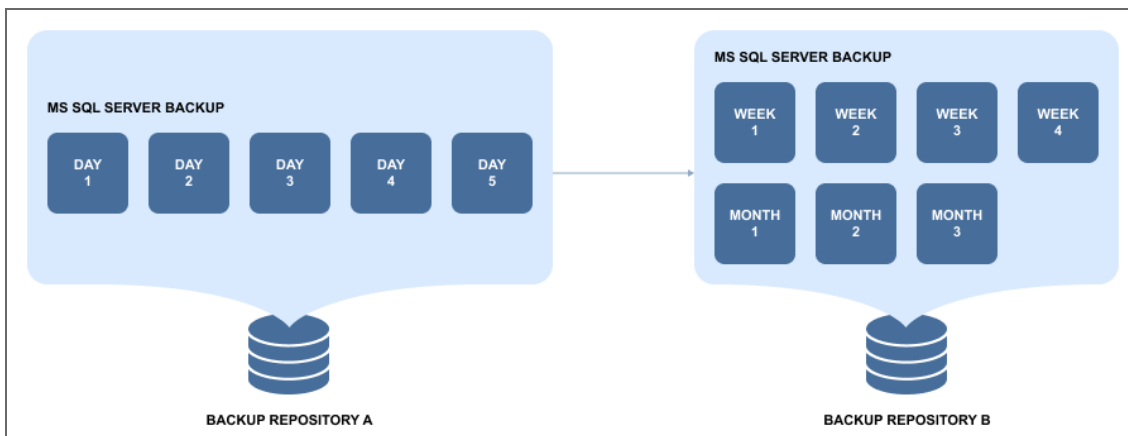 MS SQL SERVER BACKUP
DAY
1
DAY
2
DAY
3
DAY
4
DAY
5
BACKUP REPOSITORY A
MS SQL SERVER BACKUP
WEEK
1
WEEK
2
WEEK
3
WEEK
4
MONTH
1
MONTH
2
MONTH
3
BACKUP REPOSITORY B